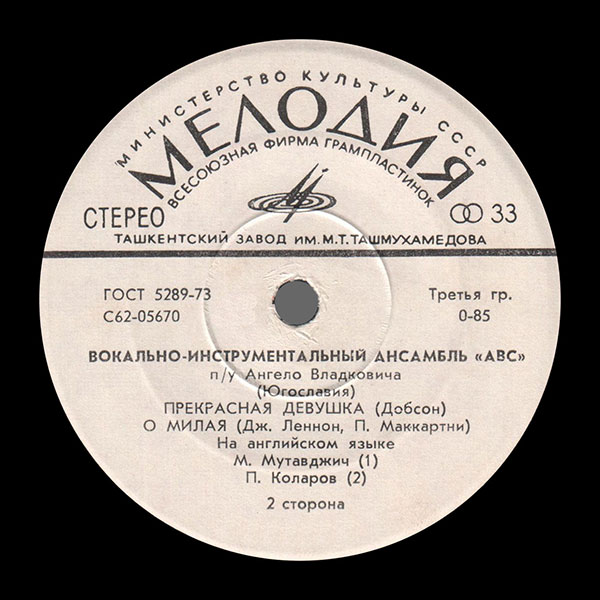 МИНИСТЕРСТВО КУЛЬТУРЫ СССР
МЕЛОДИЯ
ВСЕСОЮЗНАЯ ФИРМА ГРАМПЛАСТИНОК
СТЕРЕО 33
ТАШКЕНТСКИЙ ЗАВОД ИМ. М.Т.ТАШМУХАМЕДОВА
ГОСТ 5289-73 Третья гр.
С62-05670 0-85
ВОКАЛЬНО-ИНСТРУМЕНТАЛЬНЫЙ АНСАМБЛЬ «АВС»
п/у Ангело Владковича
(Югославия)
ПРЕКРАСНАЯ ДЕВУШКА (Добсон)
О МИЛАЯ (Дж. Леннон, П. Маккартни)
На английском языке
М. Мутавджич (1)
П. Коларов (2)
2 сторона